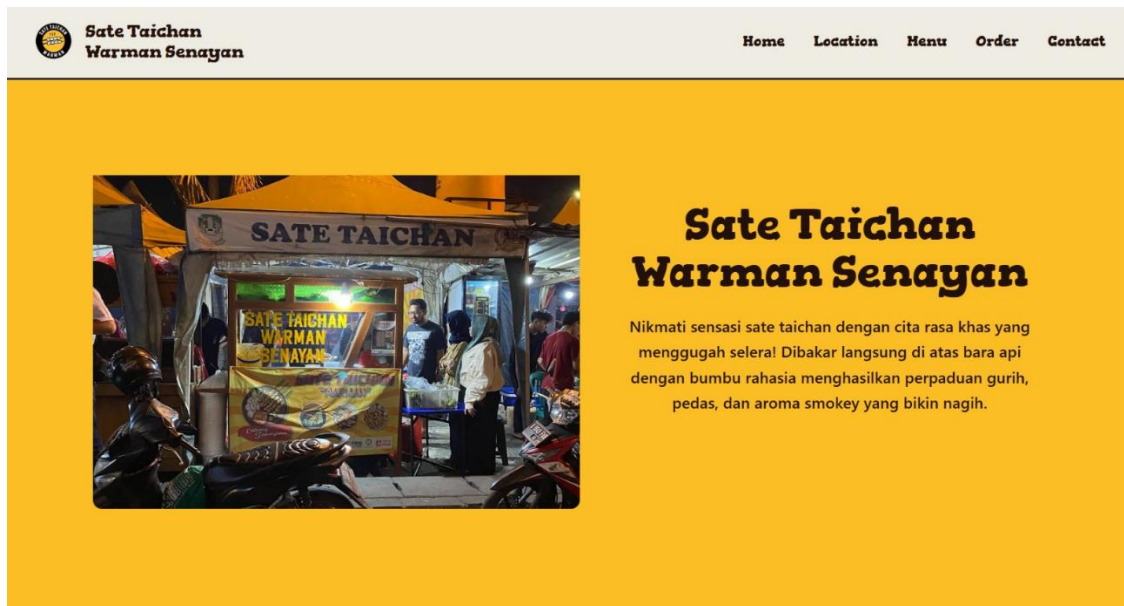 Sate Taichan
Warman Senayan
Home Location Menu Order Contact
SATE TAICHAN
SATE TAICHAN
WARMAN
SENAYAN
Sate Taichan
Warman Senayan
Nikmati sensasi sate taichan dengan cita rasa khas yang
menggugah selera! Dibakar langsung di atas bara api
dengan bumbu rahasia menghasilkan perpaduan gurih,
pedas, dan aroma smokey yang bikin nagih.